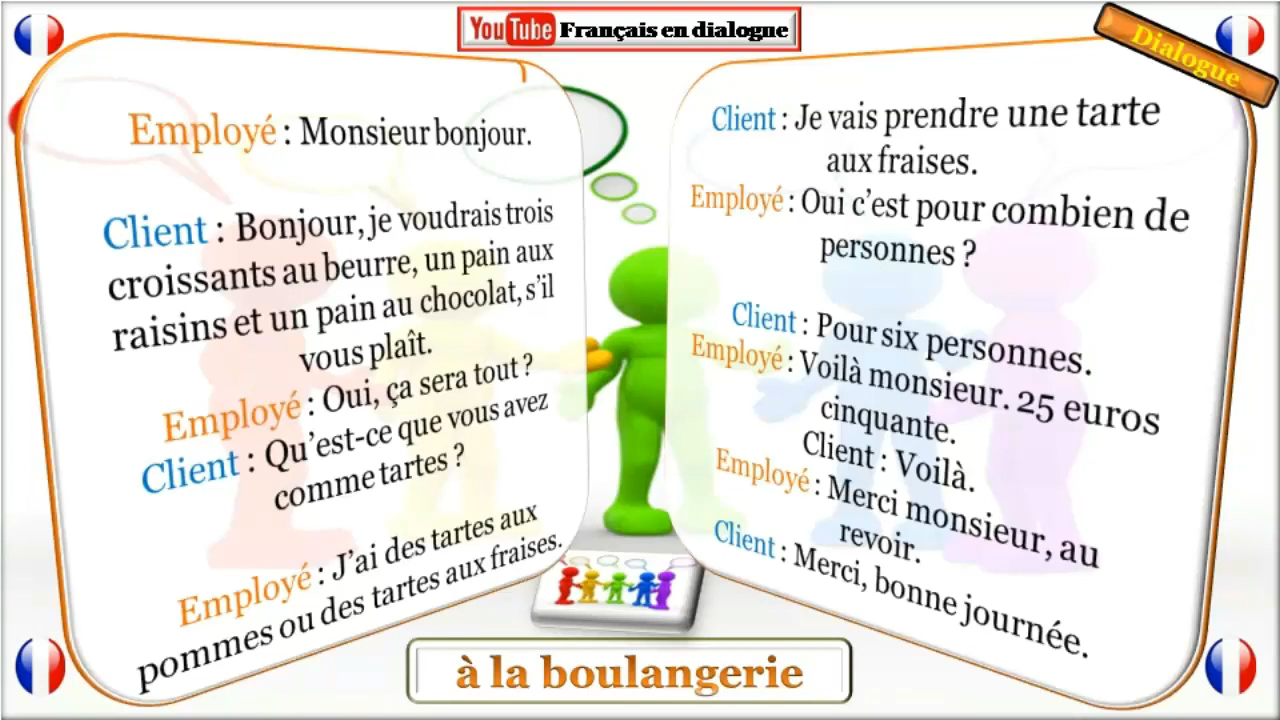 YouTube Français en dialogue
Dialogue
Employé : Monsieur bonjour.
Client : Bonjour, je voudrais trois
croissants au beurre, un pain aux
raisins et un pain au chocolat, s'il
vous plaît.
Employé : Oui, ça sera tout ?
Client : Qu'est-ce que vous avez
comme tartes ?
Employé : J'ai des tartes aux
pommes ou des tartes aux fraises.
Client : Je vais prendre une tarte
aux fraises.
Employé : Oui c'est pour combien de
personnes ?
Client : Pour six personnes.
Employé : Voilà monsieur. 25 euros
cinquante.
Client : Voilà.
Employé : Merci monsieur, au
revoir.
Client : Merci, bonne journée.
à la boulangerie